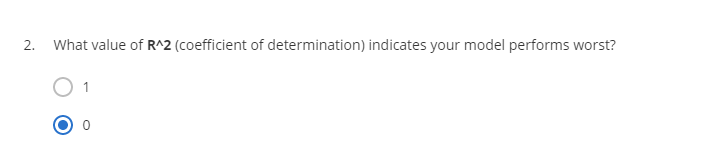 2. What value of R^2 (coefficient of determination) indicates your model performs worst?
1
0